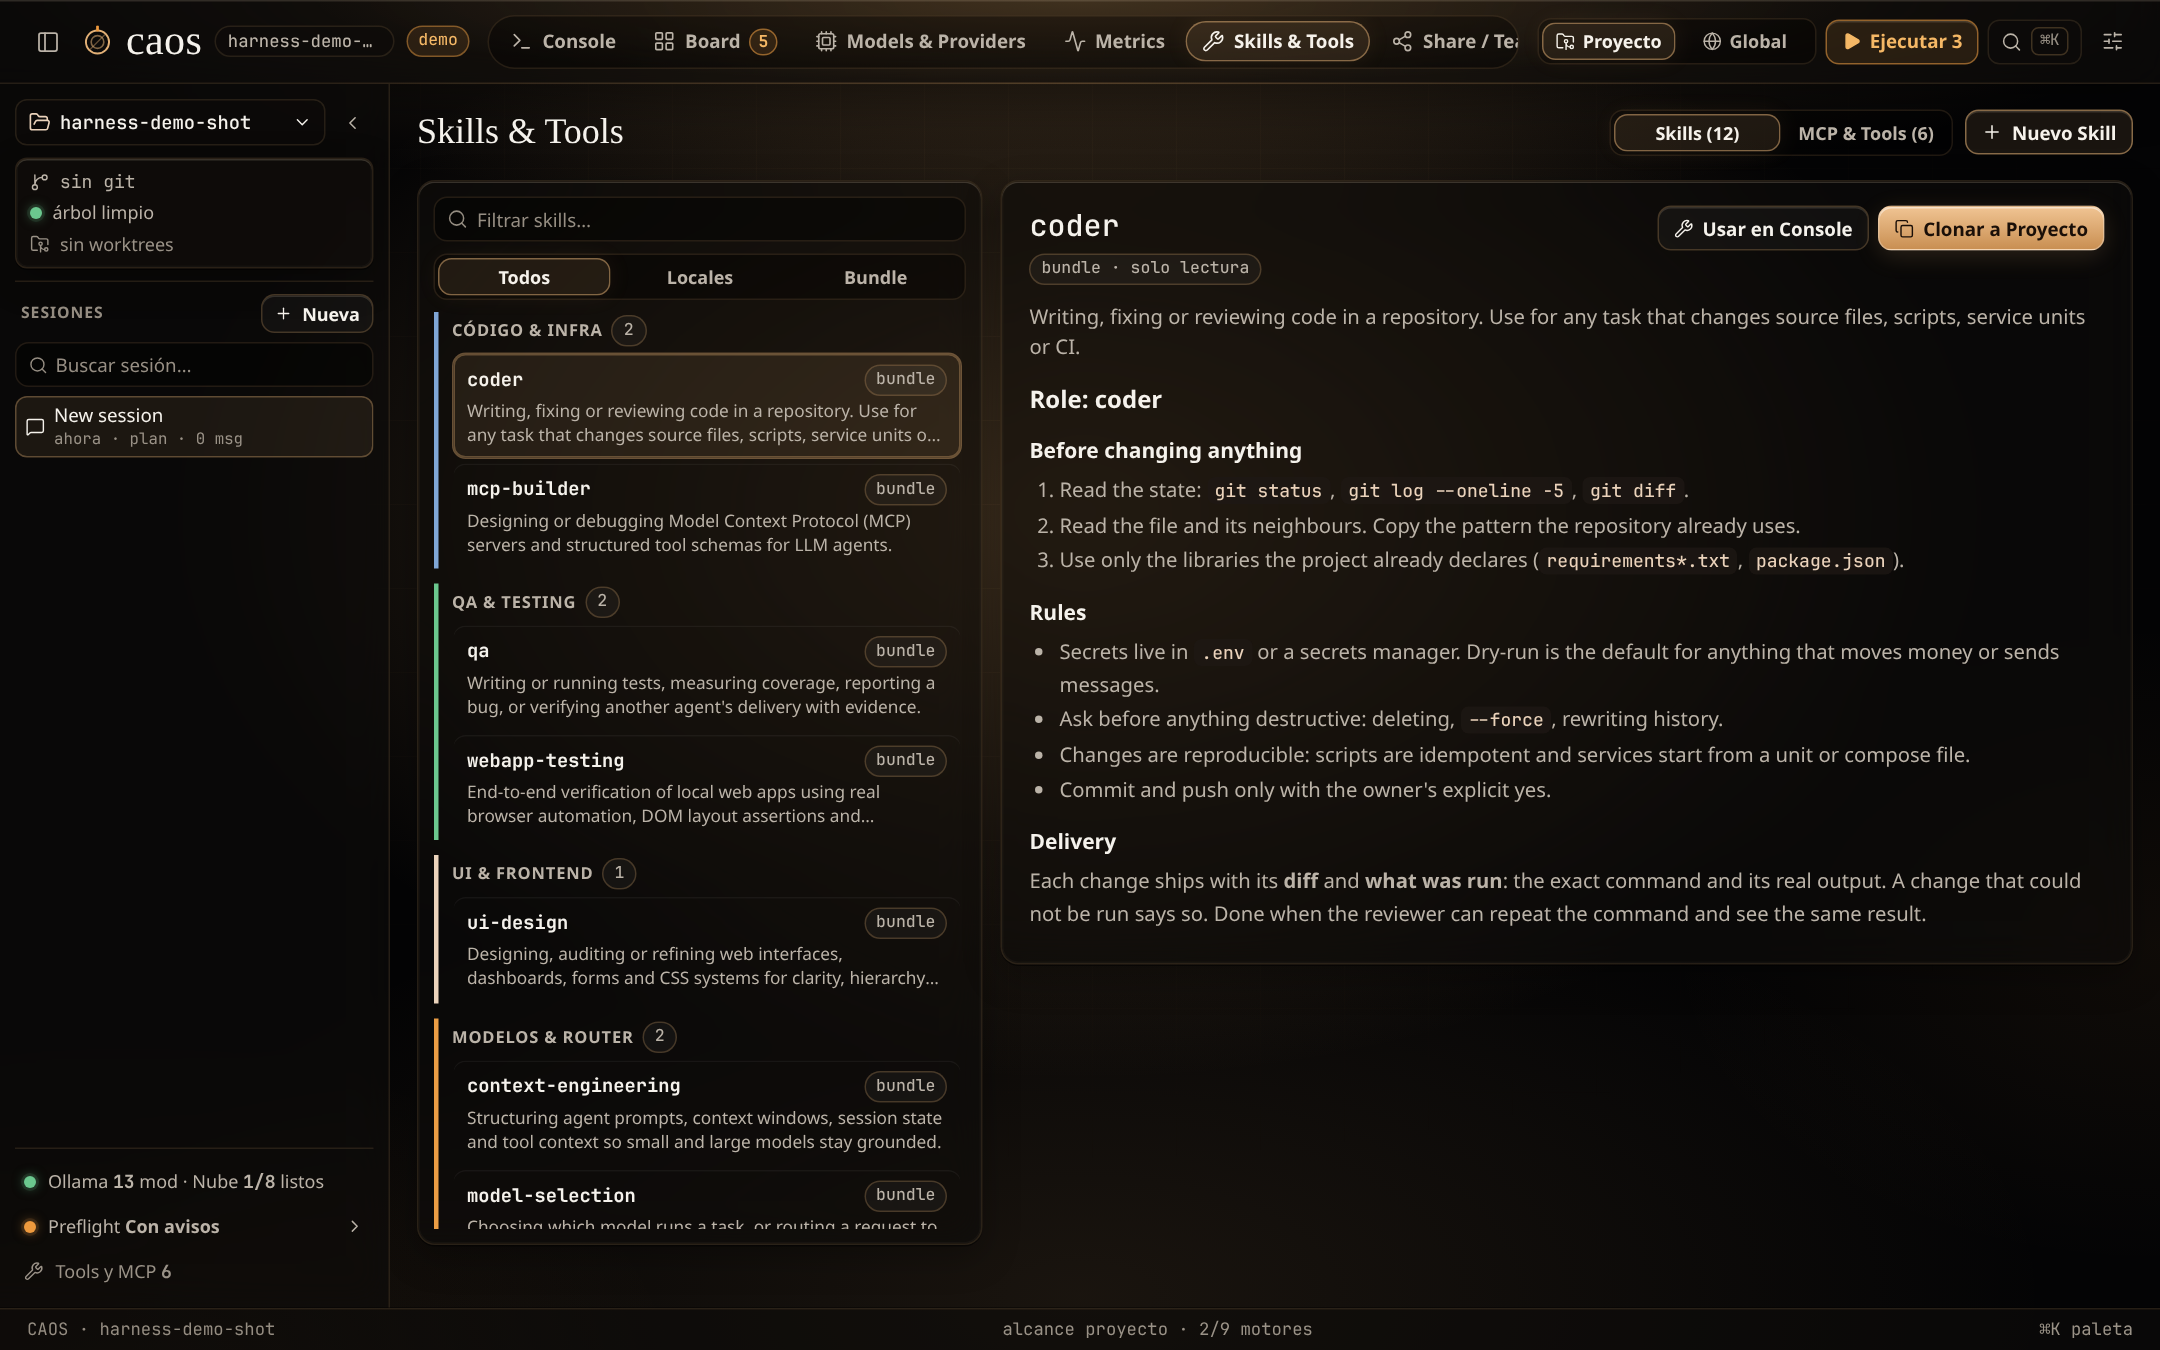 caos
harness-demo-…
demo
Console
Board 5
Models & Providers
Metrics
Skills & Tools
Share / Tea
Proyecto
Global
Ejecutar 3
⌘K
harness-demo-shot
sin git
árbol limpio
sin worktrees
SESIONES
+ Nueva
Buscar sesión...
New session
ahora · plan · 0 msg
Ollama 13 mod · Nube 1/8 listos
Preflight Con avisos
Tools y MCP 6
Skills & Tools
Skills (12)
MCP & Tools (6)
+ Nuevo Skill
Filtrar skills...
Todos
Locales
Bundle
CÓDIGO & INFRA 2
coder
bundle
Writing, fixing or reviewing code in a repository. Use for
any task that changes source files, scripts, service units o…
mcp-builder
bundle
Designing or debugging Model Context Protocol (MCP)
servers and structured tool schemas for LLM agents.
QA & TESTING 2
qa
bundle
Writing or running tests, measuring coverage, reporting a
bug, or verifying another agent's delivery with evidence.
webapp-testing
bundle
End-to-end verification of local web apps using real
browser automation, DOM layout assertions and…
UI & FRONTEND 1
ui-design
bundle
Designing, auditing or refining web interfaces,
dashboards, forms and CSS systems for clarity, hierarchy…
MODELOS & ROUTER 2
context-engineering
bundle
Structuring agent prompts, context windows, session state
and tool context so small and large models stay grounded.
model-selection
bundle
Choosing which model runs a task, or routing a request to
coder
Usar en Console
Clonar a Proyecto
bundle · solo lectura
Writing, fixing or reviewing code in a repository. Use for any task that changes source files, scripts, service units
or CI.
Role: coder
Before changing anything
1. Read the state: git status, git log --oneline -5, git diff.
2. Read the file and its neighbours. Copy the pattern the repository already uses.
3. Use only the libraries the project already declares (requirements*.txt, package.json).
Rules
• Secrets live in .env or a secrets manager. Dry-run is the default for anything that moves money or sends
messages.
• Ask before anything destructive: deleting, --force, rewriting history.
• Changes are reproducible: scripts are idempotent and services start from a unit or compose file.
• Commit and push only with the owner's explicit yes.
Delivery
Each change ships with its diff and what was run: the exact command and its real output. A change that could
not be run says so. Done when the reviewer can repeat the command and see the same result.
CAOS · harness-demo-shot
alcance proyecto · 2/9 motores
⌘K paleta